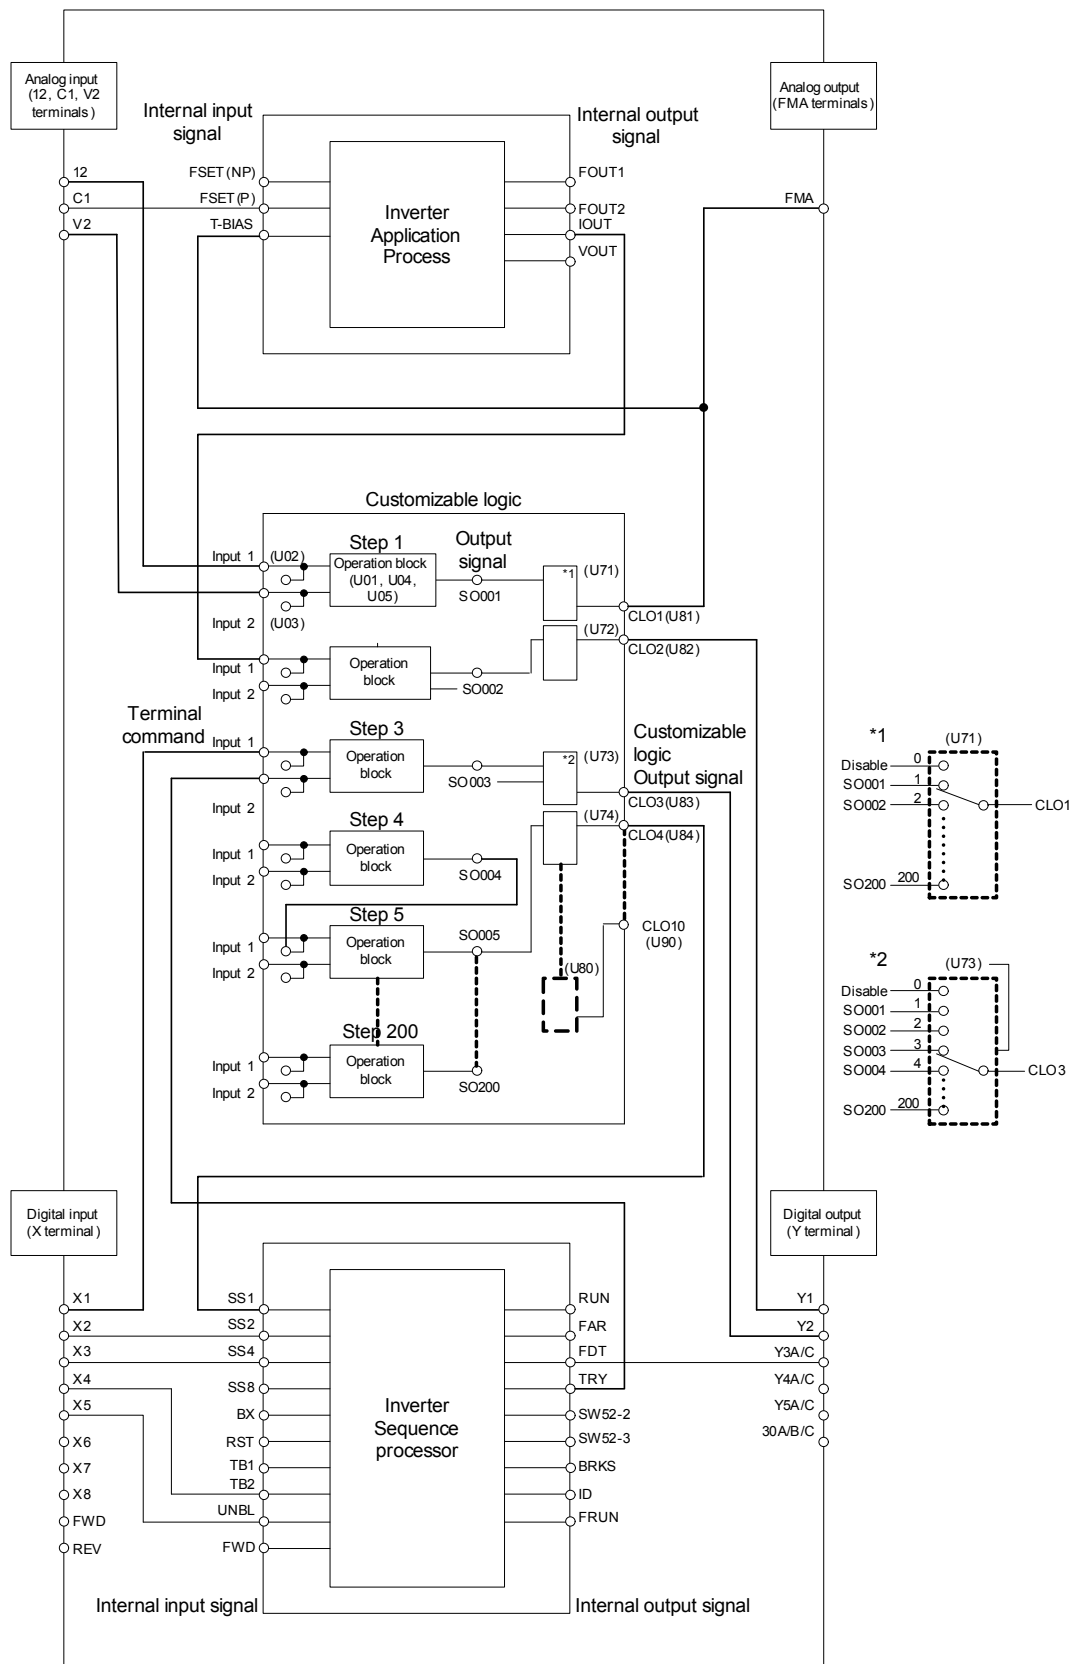 Analog input
(12, C1, V2
terminals)
Analog output
(FMA terminals)
Internal input
signal
Internal output
signal
12
C1
V2
FSET(NP)
FSET(P)
T-BIAS
Inverter
Application
Process
FOUT1
FOUT2
IOUT
VOUT
FMA
Customizable logic
Step 1
Output
signal
Input 1
(U02)
Operation block
(U01, U04,
U05)
SO001
*1
(U71)
CLO1(U81)
Input 2
(U03)
(U72)
CLO2(U82)
Input 1
Input 2
Operation
block
SO002
Terminal
command
Step 3
Input 1
Operation
block
SO003
*2
(U73)
Customizable
logic
Output signal
CLO3(U83)
Input 2
(U74)
CLO4(U84)
Step 4
Input 1
Input 2
Operation
block
SO004
Step 5
Input 1
Input 2
Operation
block
SO005
CLO10
(U90)
(U80)
Step 200
Input 1
Input 2
Operation
block
SO200
*1
(U71)
Disable 0
SO001 1
SO002 2
SO200 200
CLO1
*2
(U73)
Disable 0
SO001 1
SO002 2
SO003 3
SO004 4
SO200 200
CLO3
Digital input
(X terminal)
Digital output
(Y terminal)
X1
X2
X3
X4
X5
X6
X7
X8
FWD
REV
SS1
SS2
SS4
SS8
BX
RST
TB1
TB2
UNBL
FWD
Inverter
Sequence
processor
RUN
FAR
FDT
TRY
SW52-2
SW52-3
BRKS
ID
FRUN
Y1
Y2
Y3A/C
Y4A/C
Y5A/C
30A/B/C
Internal input signal
Internal output signal